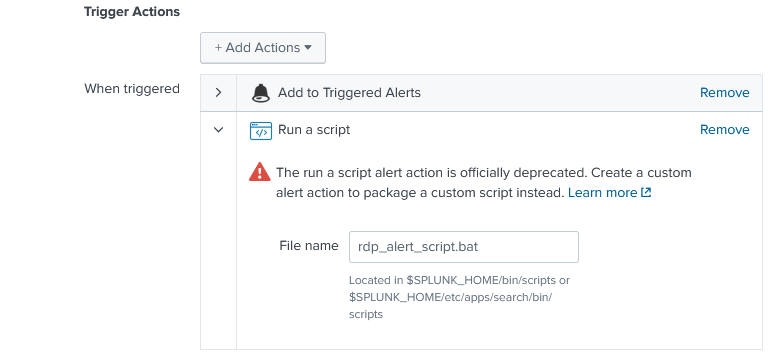 Trigger Actions
+ Add Actions
When triggered
Add to Triggered Alerts
Remove
Run a script
Remove
The run a script alert action is officially deprecated. Create a custom
alert action to package a custom script instead. Learn more
File name
rdp_alert_script.bat
Located in $SPLUNK_HOME/bin/scripts or
$SPLUNK_HOME/etc/apps/search/bin/
scripts